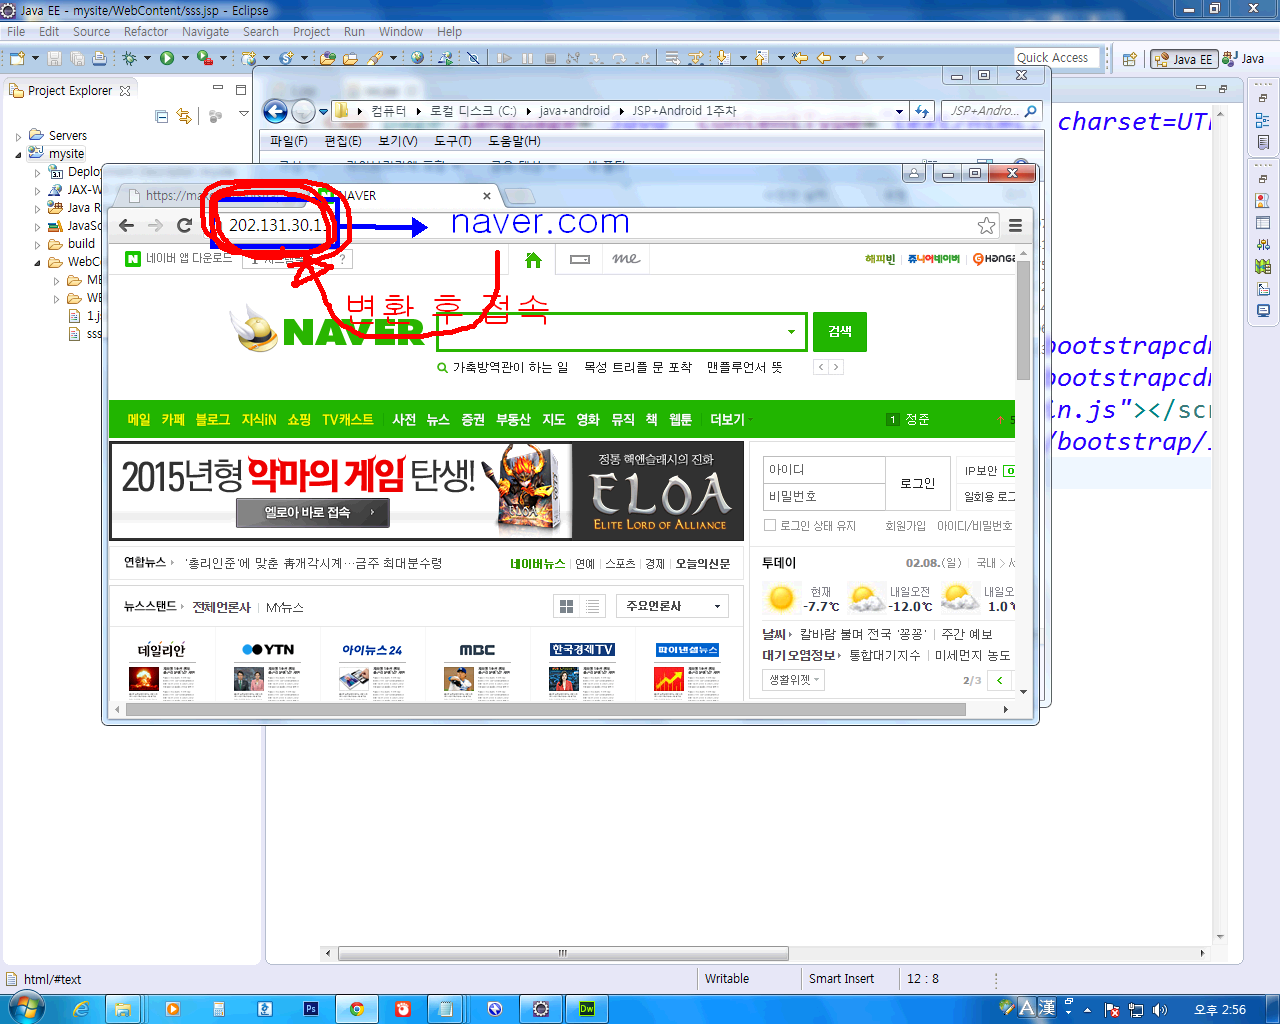 Java EE - mysite/WebContent/sss.jsp - Eclipse
File Edit Source Refactor Navigate Search Project Run Window Help
Quick Access Java EE Java
Project Explorer
Servers
mysite
Java R
build
1.j
sss
컴퓨터 로컬 디스크 (C:) java+android JSP+Android 1주차 JSP+Andro...
파일(F) 편집(E) 보기(V) 도구(T) 도움말(H)
charset=UTF
NAVER
202.131.30.1
naver.com
네이버 앱 다운로드
me
해피빈 쥬니어네이버
변환 후 접속
NAVER
검색
가축방역관이 하는 일 목성 트리플 문 포착 맨플루언서 뜻
메일 카페 블로그 지식iN 쇼핑 TV캐스트 사전 뉴스 증권 부동산 지도 영화 뮤직 책 웹툰 더보기 1 정준
bootstrapcdn
bootstrapcdn
in.js"></scr
/bootstrap/
2015년형 악마의 게임 탄생!
엘로아 바로 접속
정통 핵앤슬래시의 진화
ELOA
ELITE LORD OF ALLIANCE
아이디
비밀번호
로그인
IP보안
일회용 로그
로그인 상태 유지 회원가입 아이디/비밀번호
연합뉴스 '총리인준'에 맞춘 靑개각시계…금주 최대분수령
네이버뉴스 연예 스포츠 경제 오늘의신문
투데이 02.08.(일) 국내
현재 -7.7℃ 내일오전 -12.0℃ 내일오 1.0℃
뉴스스탠드 전체언론사 MY뉴스 주요언론사
날씨 칼바람 불며 전국 '꽁꽁' 주간 예보
대기오염정보 통합대기지수 미세먼지 농도
생활위젯 2/3
데일리안 YTN 아이뉴스24 MBC 한국경제TV 파이낸셜뉴스
html/#text Writable Smart Insert 12 : 8
A 漢 오후 2:56